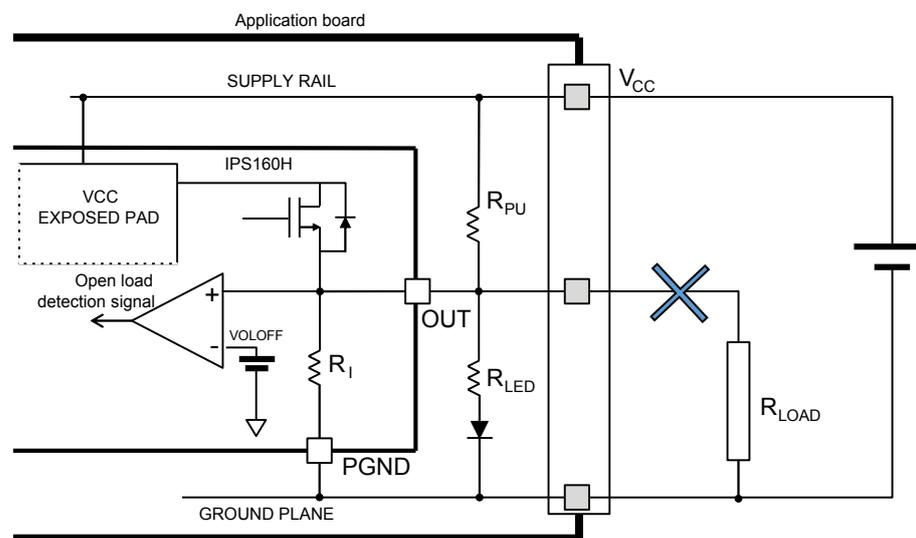 Application board
SUPPLY RAIL
VCC
IPS160H
VCC
EXPOSED PAD
RPU
Open load
detection signal
+
-
VOLOFF
OUT
RI
RLED
RLOAD
PGND
GROUND PLANE